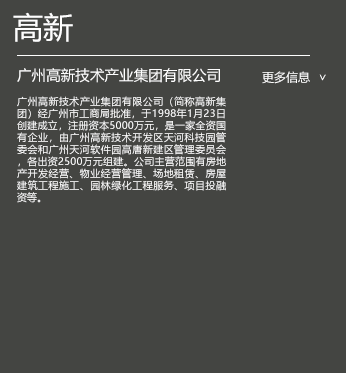 高新
广州高新技术产业集团有限公司
更多信息
广州高新技术产业集团有限公司（简称高新集
团）经广州市工商局批准，于1998年1月23日
创建成立，注册资本5000万元，是一家全资国
有企业，由广州高新技术开发区天河科技园管
委会和广州天河软件园高唐新建区管理委员会
，各出资2500万元组建。公司主营范围有房地
产开发经营、物业经营管理、场地租赁、房屋
建筑工程施工、园林绿化工程服务、项目投融
资等。